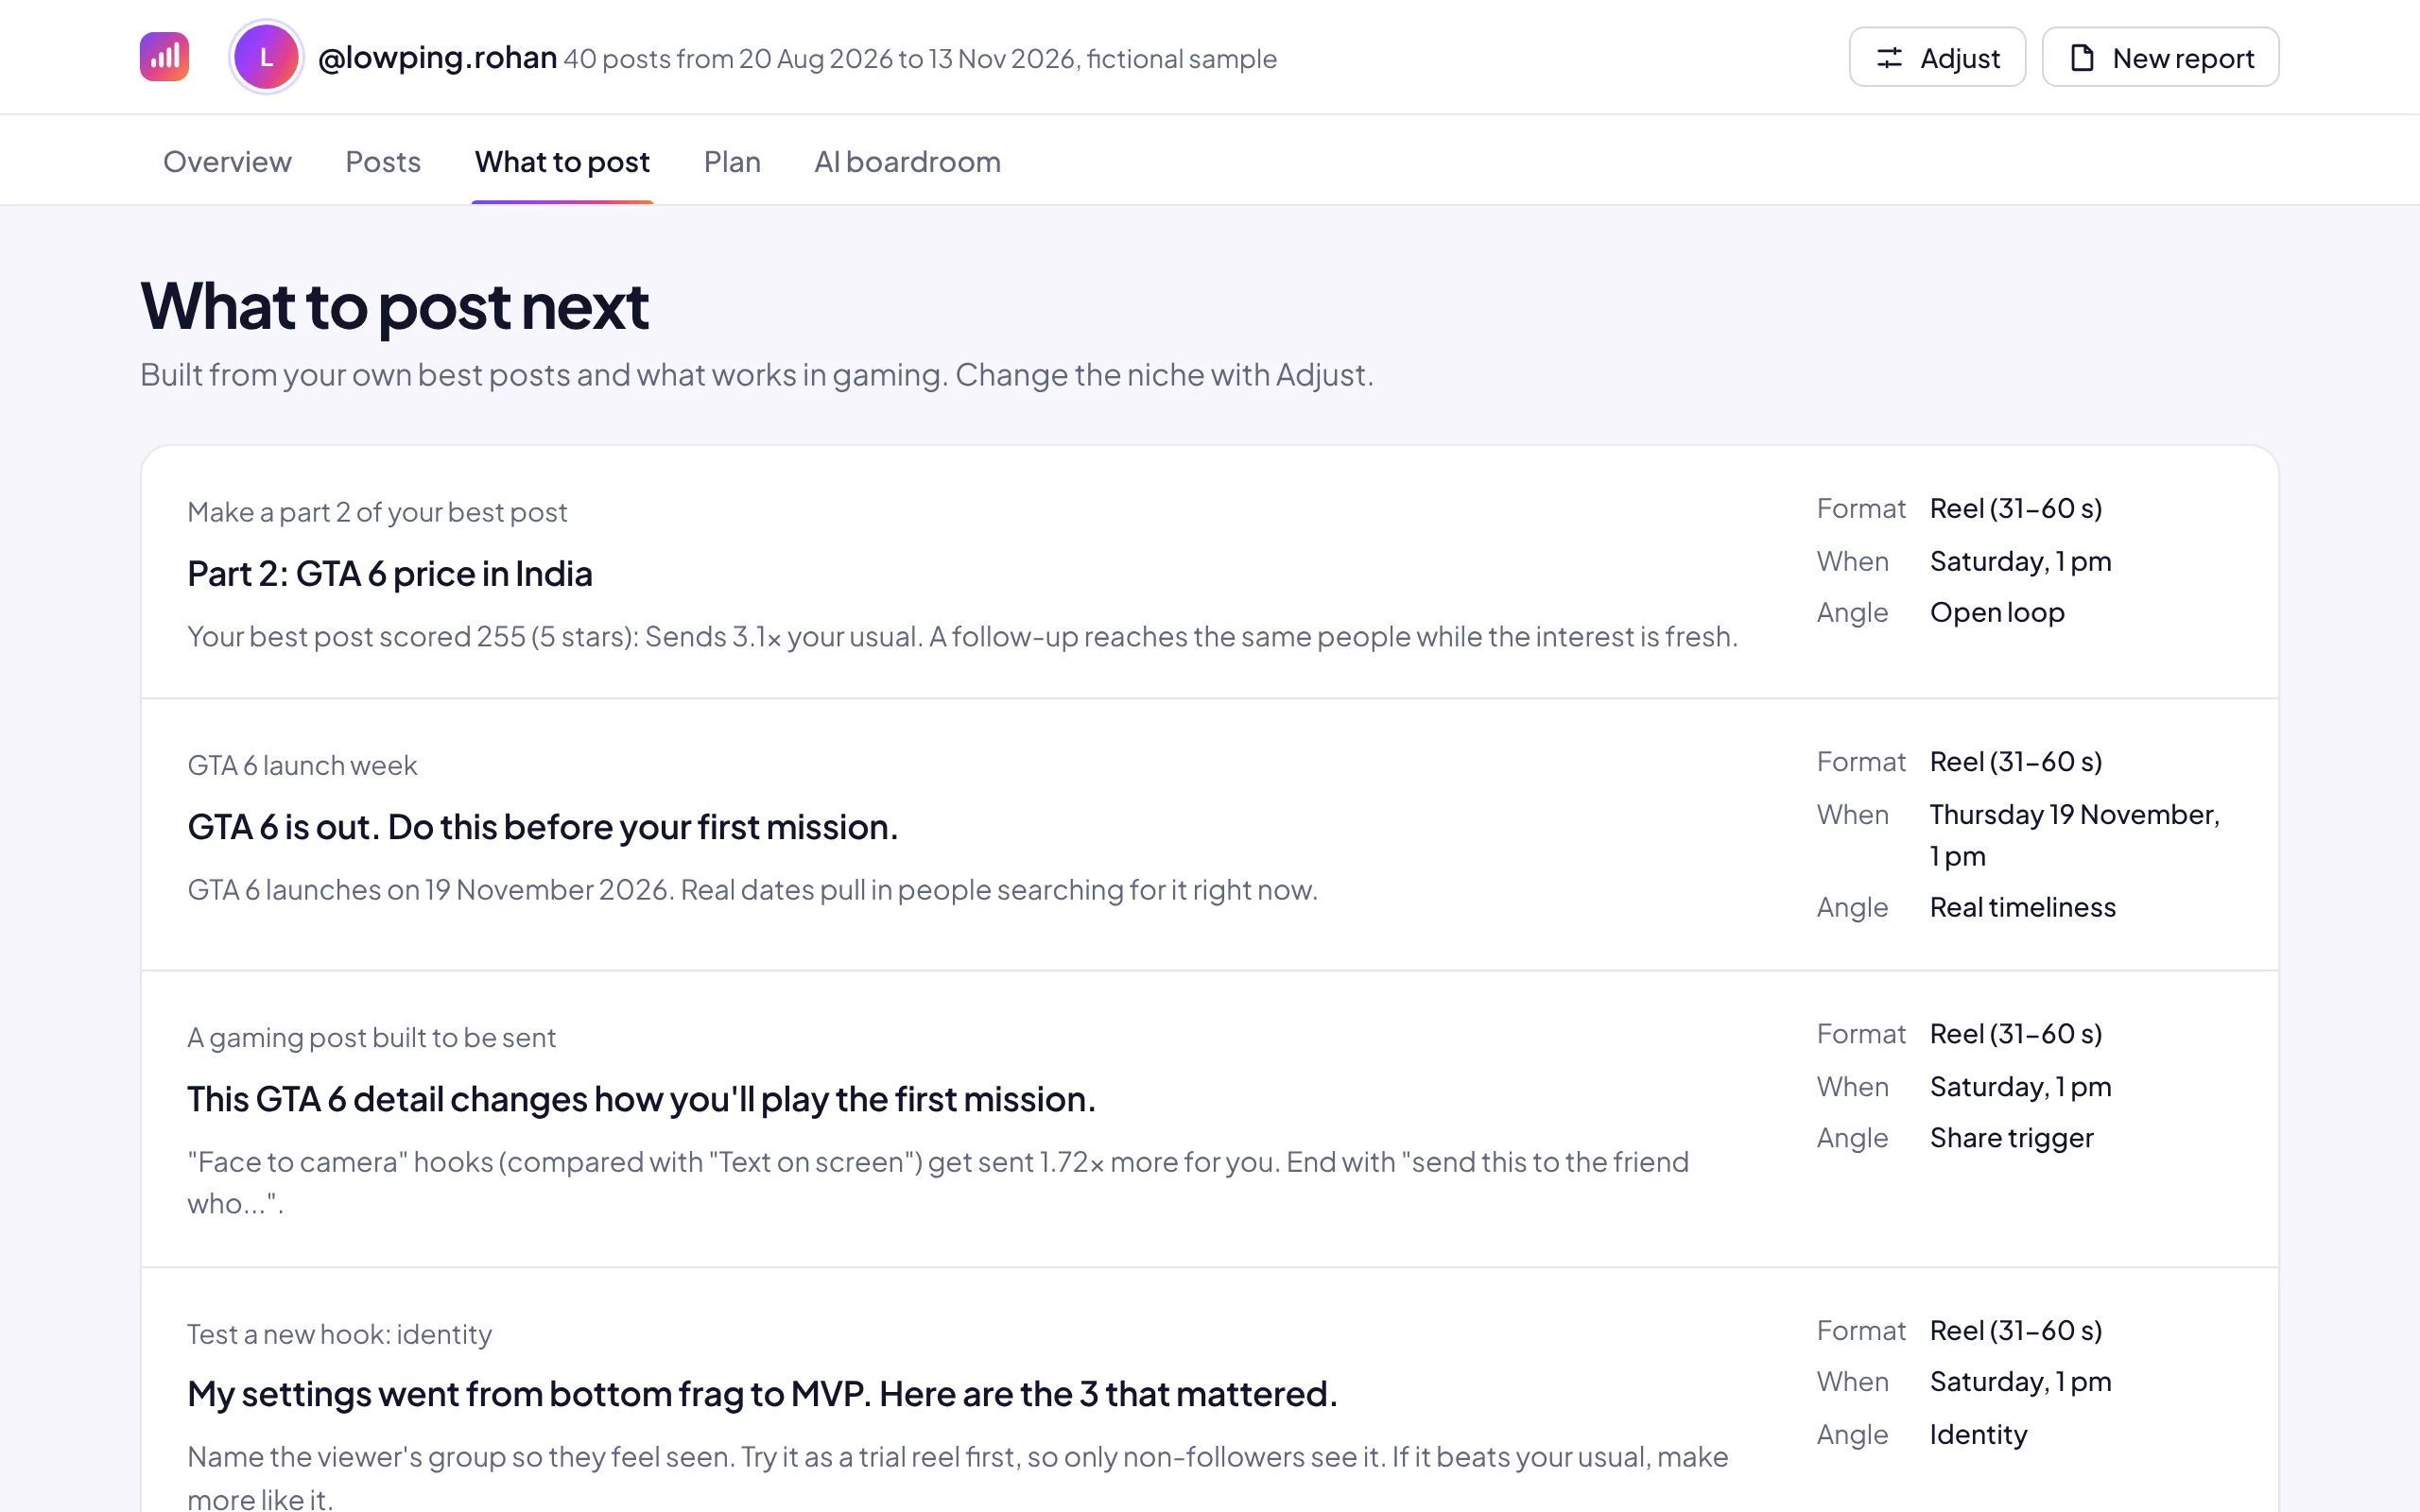 L @lowping.rohan 40 posts from 20 Aug 2026 to 13 Nov 2026, fictional sample Adjust New report
Overview Posts What to post Plan AI boardroom
What to post next
Built from your own best posts and what works in gaming. Change the niche with Adjust.
Make a part 2 of your best post
Part 2: GTA 6 price in India
Your best post scored 255 (5 stars): Sends 3.1× your usual. A follow-up reaches the same people while the interest is fresh.
Format Reel (31–60 s)
When Saturday, 1 pm
Angle Open loop
GTA 6 launch week
GTA 6 is out. Do this before your first mission.
GTA 6 launches on 19 November 2026. Real dates pull in people searching for it right now.
Format Reel (31–60 s)
When Thursday 19 November,
1 pm
Angle Real timeliness
A gaming post built to be sent
This GTA 6 detail changes how you'll play the first mission.
"Face to camera" hooks (compared with "Text on screen") get sent 1.72× more for you. End with "send this to the friend
who...".
Format Reel (31–60 s)
When Saturday, 1 pm
Angle Share trigger
Test a new hook: identity
My settings went from bottom frag to MVP. Here are the 3 that mattered.
Name the viewer's group so they feel seen. Try it as a trial reel first, so only non-followers see it. If it beats your usual, make
more like it.
Format Reel (31–60 s)
When Saturday, 1 pm
Angle Identity